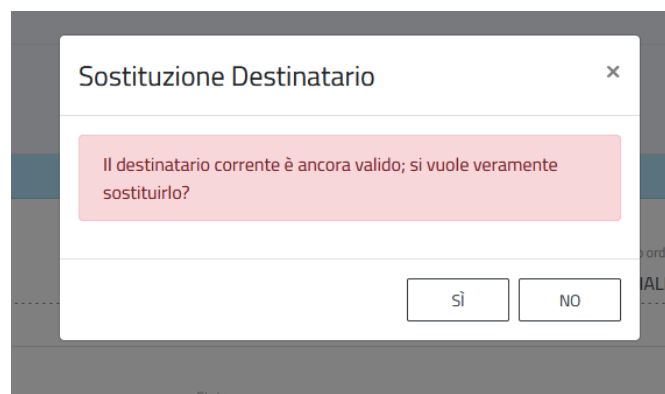 Sostituzione Destinatario
×
Il destinatario corrente è ancora valido; si vuole veramente
sostituirlo?
SÌ
NO